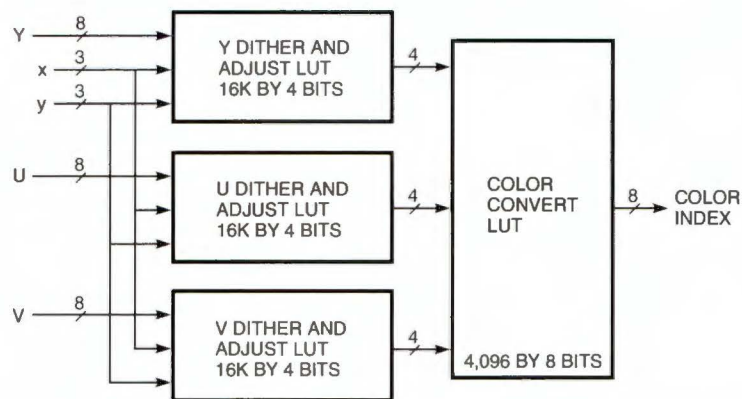 Y 8
x 3
y 3
Y DITHER AND
ADJUST LUT
16K BY 4 BITS
4
U 8
U DITHER AND
ADJUST LUT
16K BY 4 BITS
4
V 8
V DITHER AND
ADJUST LUT
16K BY 4 BITS
4
COLOR
CONVERT
LUT
4,096 BY 8 BITS
8
COLOR
INDEX